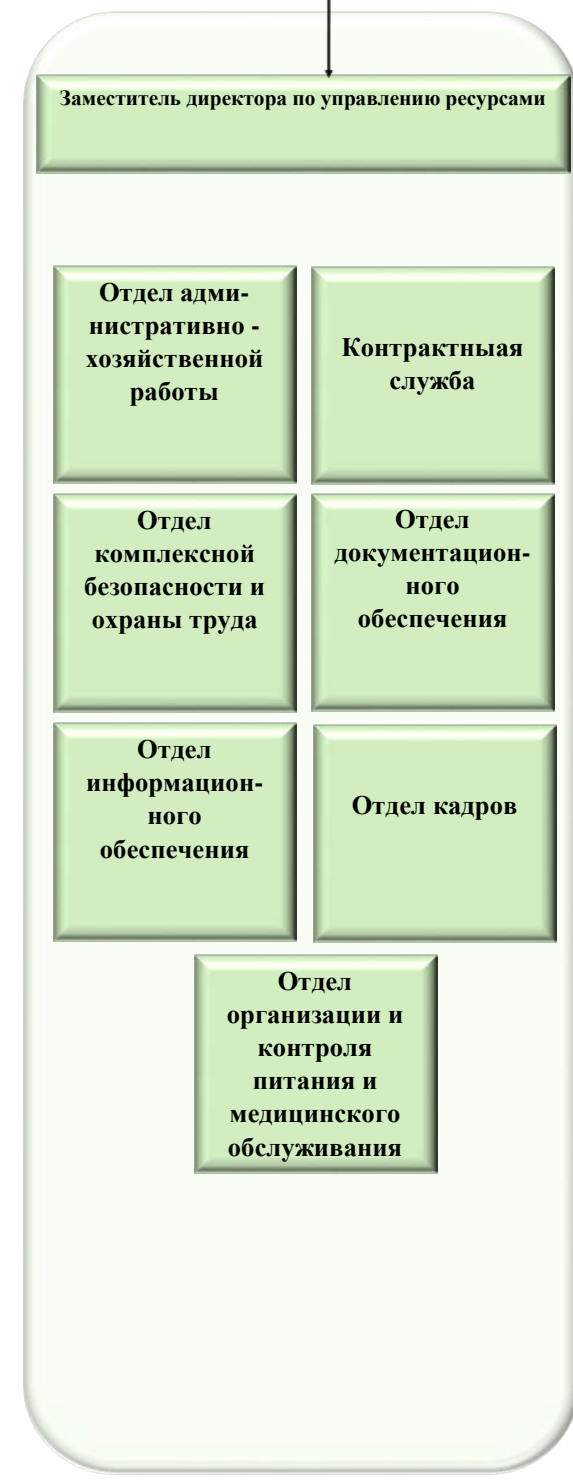 Заместитель директора по управлению ресурсами
Отдел адми-
нистративно -
хозяйственной
работы
Контрактныая
служба
Отдел
комплексной
безопасности и
охраны труда
Отдел
документацион-
ного
обеспечения
Отдел
информацион-
ного
обеспечения
Отдел кадров
Отдел
организации и
контроля
питания и
медицинского
обслуживания